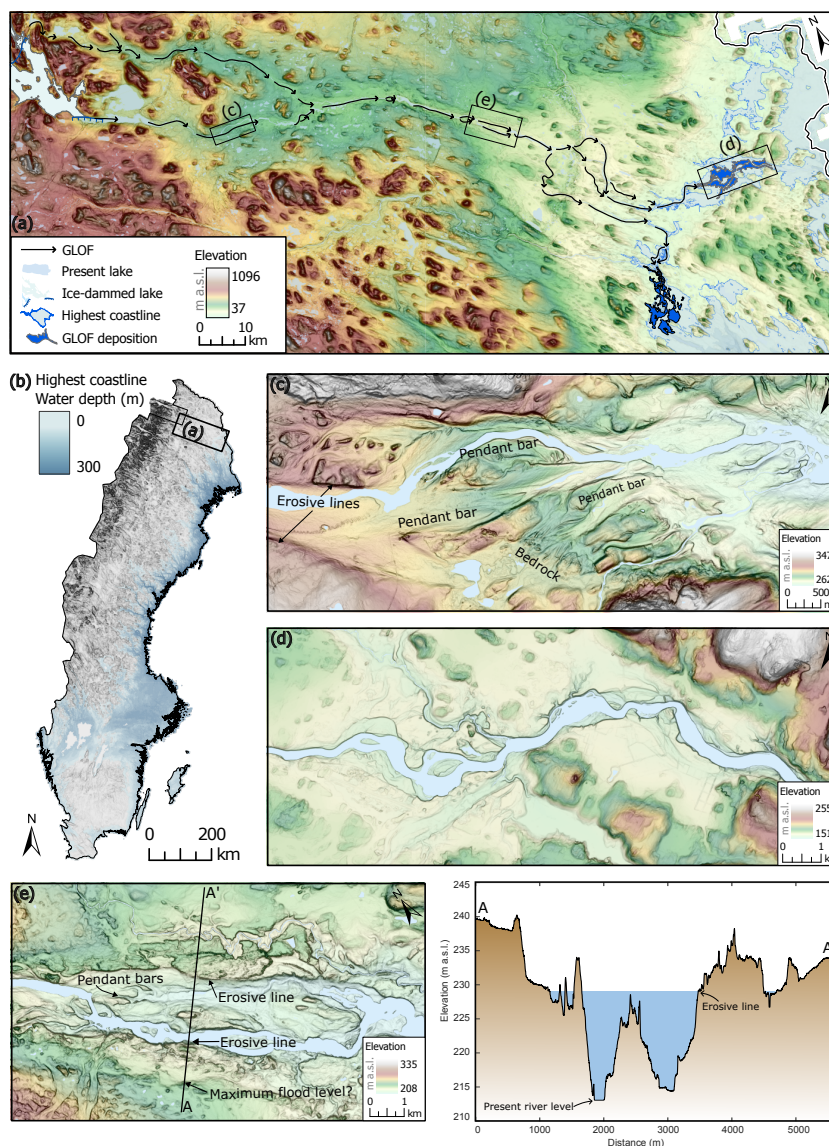 N
(c)
(e)
(d)
(a)
GLOF
Present lake
Ice-dammed lake
Highest coastline
GLOF deposition
Elevation
m a.s.l.
1096
37
0 10
km
(b) Highest coastline
Water depth (m)
0
300
(a)
N
0 200
km
(c)
Pendant bar
Pendant bar
Erosive lines
Pendant bar
Bedrock
Elevation
m a.s.l.
347
262
0 500
m
(d)
Elevation
m a.s.l.
255
151
0 1
km
(e)
A'
N
Pendant bars
Erosive line
Erosive line
Maximum flood level?
A
Elevation
m a.s.l.
335
208
0 1
km
245
240
235
230
225
220
215
210
Elevation (m a.s.l.)
A
A
Erosive line
Present river level
0 1000 2000 3000 4000 5000
Distance (m)